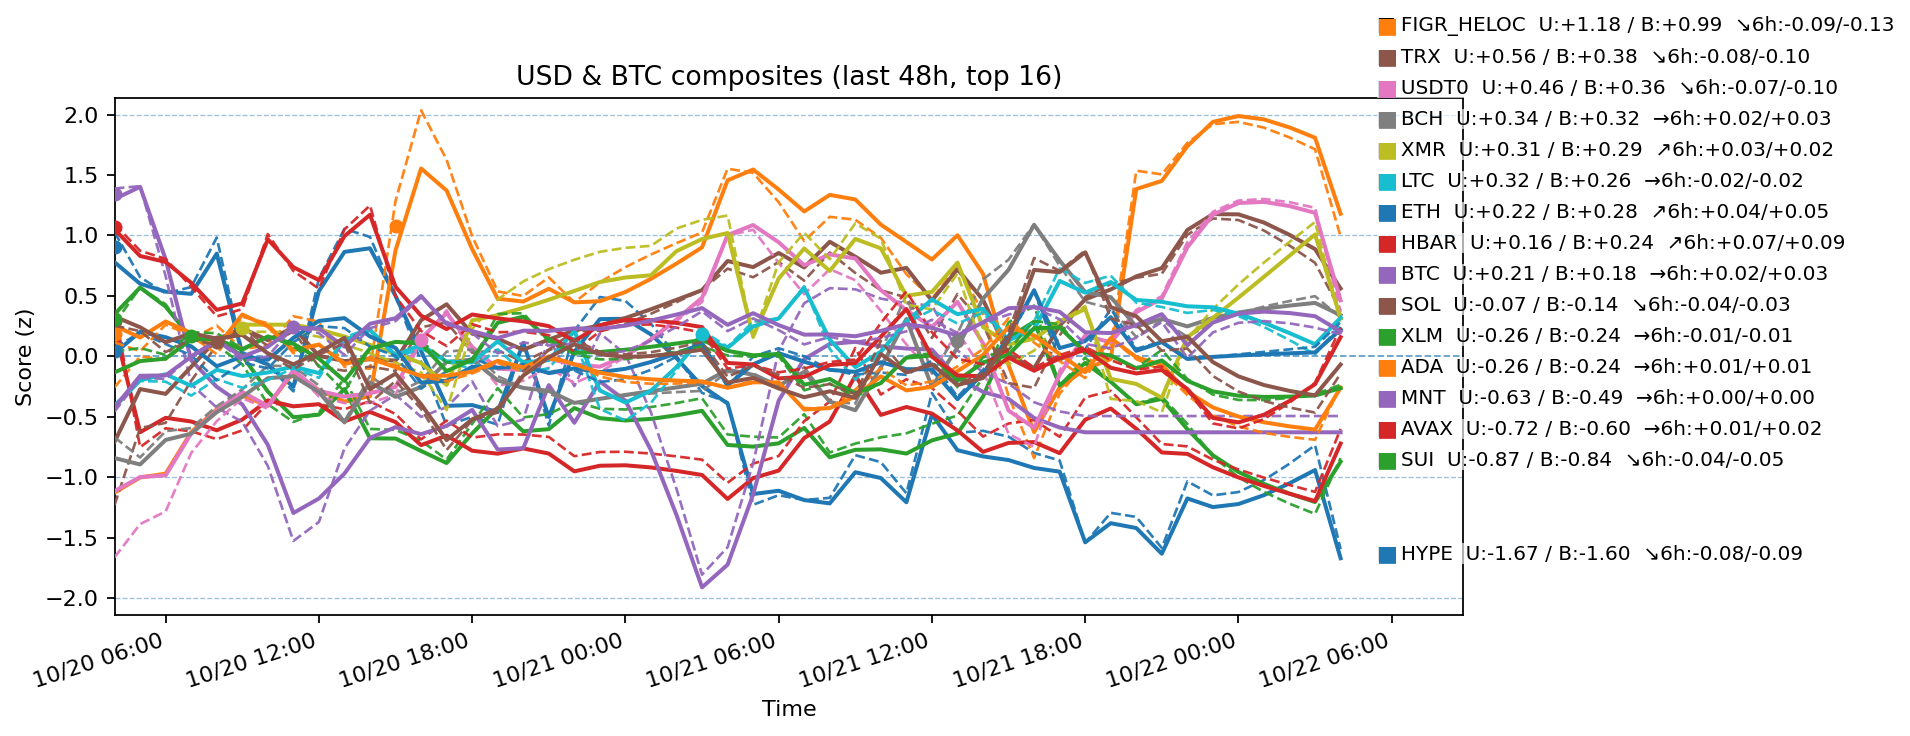 USD & BTC composites (last 48h, top 16)
FIGR_HELOC U:+1.18 / B:+0.99 ↘6h:-0.09/-0.13
TRX U:+0.56 / B:+0.38 ↘6h:-0.08/-0.10
USDT0 U:+0.46 / B:+0.36 ↘6h:-0.07/-0.10
BCH U:+0.34 / B:+0.32 →6h:+0.02/+0.03
XMR U:+0.31 / B:+0.29 ↗6h:+0.03/+0.02
LTC U:+0.32 / B:+0.26 →6h:-0.02/-0.02
ETH U:+0.22 / B:+0.28 ↗6h:+0.04/+0.05
HBAR U:+0.16 / B:+0.24 ↗6h:+0.07/+0.09
BTC U:+0.21 / B:+0.18 →6h:+0.02/+0.03
SOL U:-0.07 / B:-0.14 ↘6h:-0.04/-0.03
XLM U:-0.26 / B:-0.24 →6h:-0.01/-0.01
ADA U:-0.26 / B:-0.24 →6h:+0.01/+0.01
MNT U:-0.63 / B:-0.49 →6h:+0.00/+0.00
AVAX U:-0.72 / B:-0.60 →6h:+0.01/+0.02
SUI U:-0.87 / B:-0.84 ↘6h:-0.04/-0.05
HYPE U:-1.67 / B:-1.60 ↘6h:-0.08/-0.09
Score (z)
2.0
1.5
1.0
0.5
0.0
−0.5
−1.0
−1.5
−2.0
10/20 06:00
10/20 12:00
10/20 18:00
10/21 00:00
10/21 06:00
10/21 12:00
10/21 18:00
10/22 00:00
10/22 06:00
Time